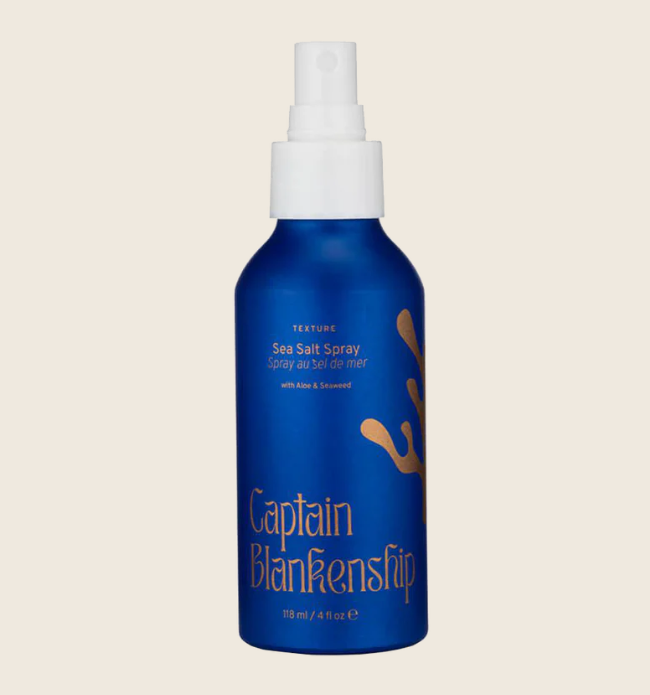 TEXTURE
Sea Salt Spray
Spray au sel de mer
with Aloe & Seaweed
Captain
Blankenship
118 ml / 4 fl oz ℮